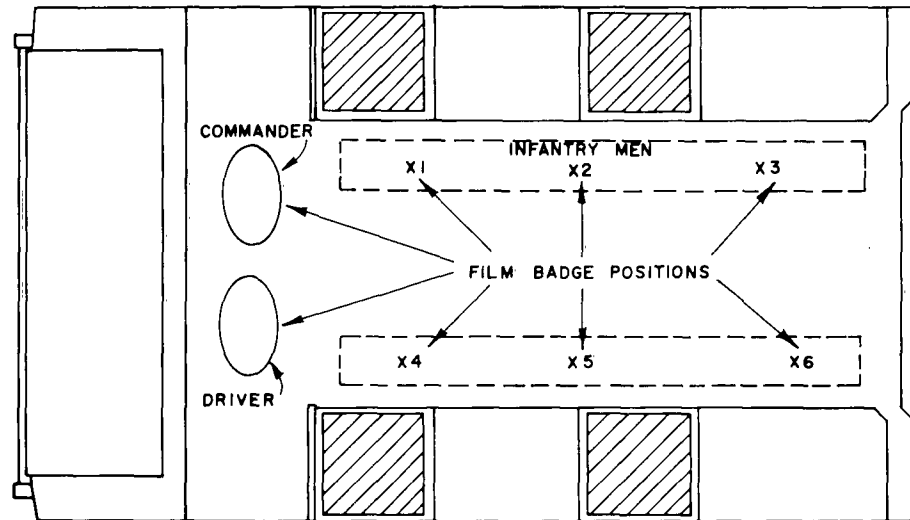 COMMANDER
INFANTRY MEN
X1 X2 X3
FILM BADGE POSITIONS
X4 X5 X6
DRIVER